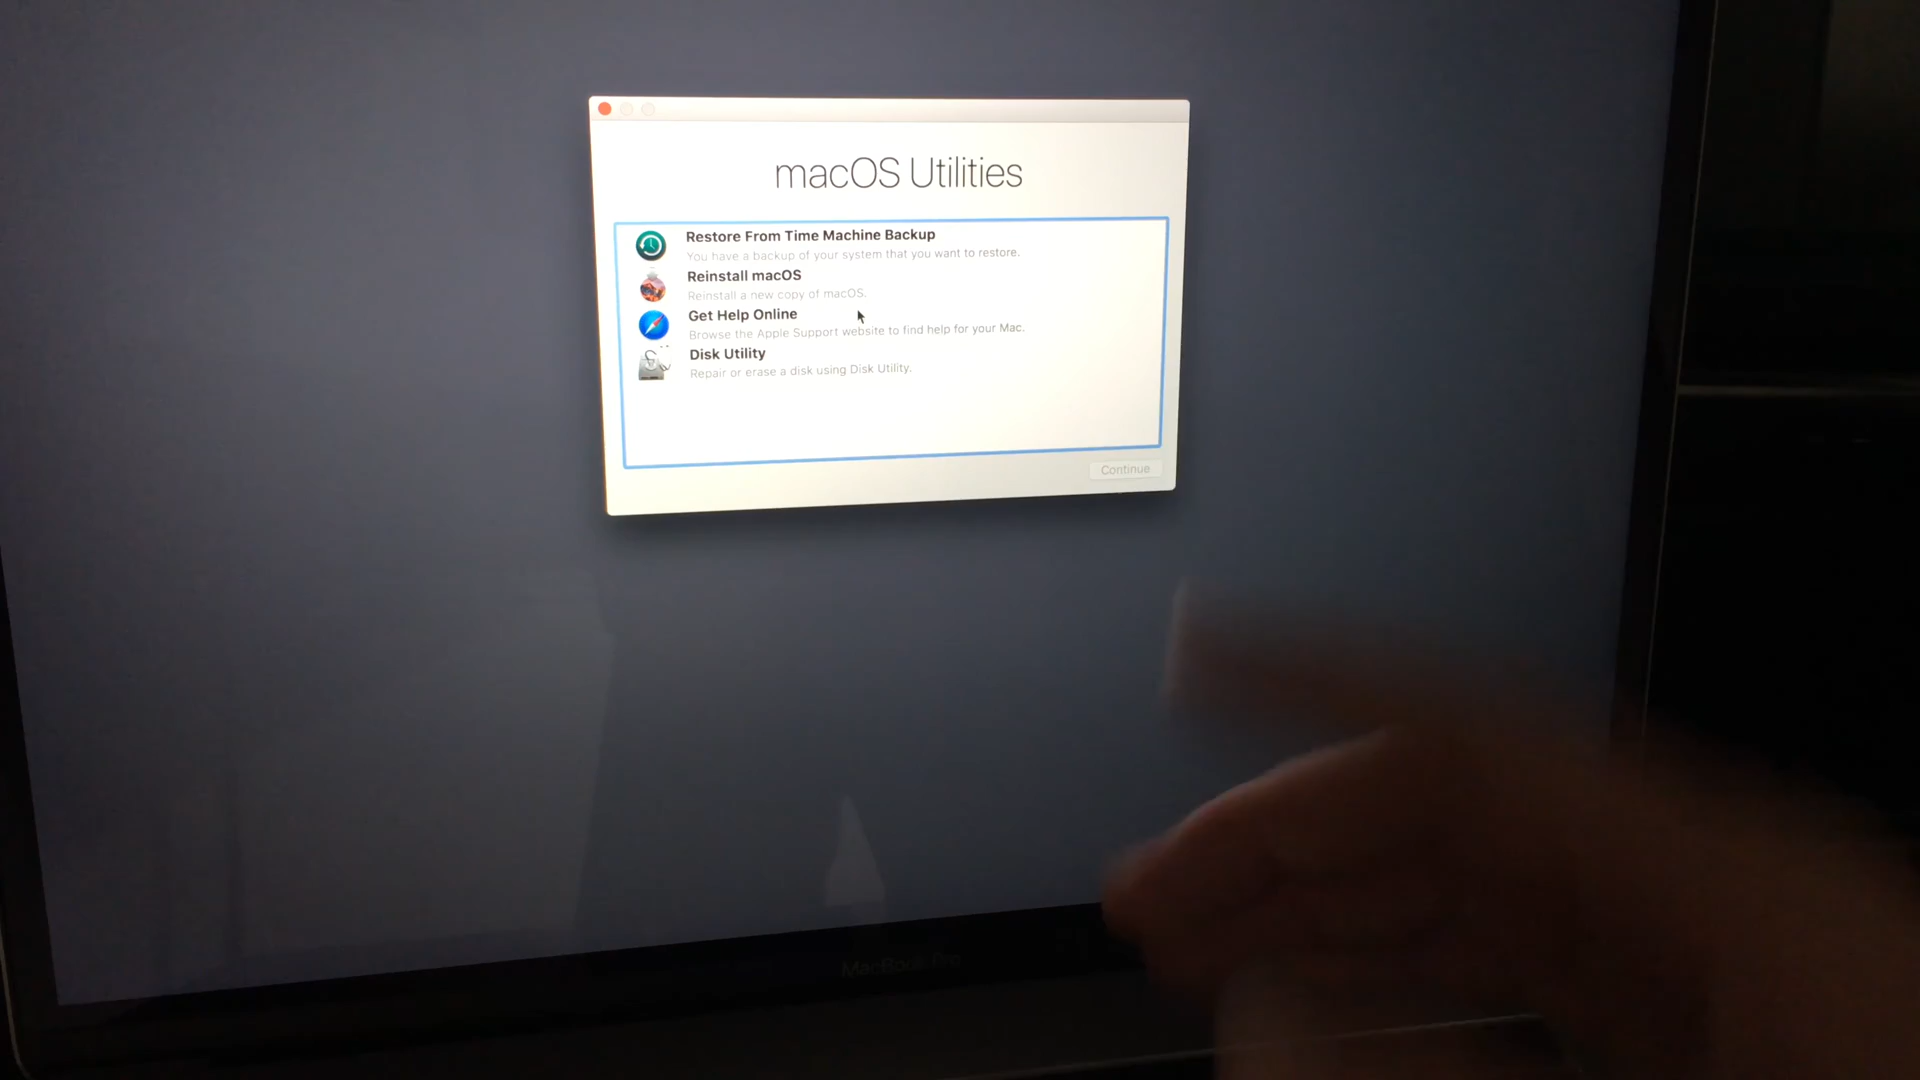 macOS Utilities
Restore From Time Machine Backup
You have a backup of your system that you want to restore.
Reinstall macOS
Reinstall a new copy of macOS.
Get Help Online
Browse the Apple Support website to find help for your Mac.
Disk Utility
Repair or erase a disk using Disk Utility.
Continue
MacBook Pro